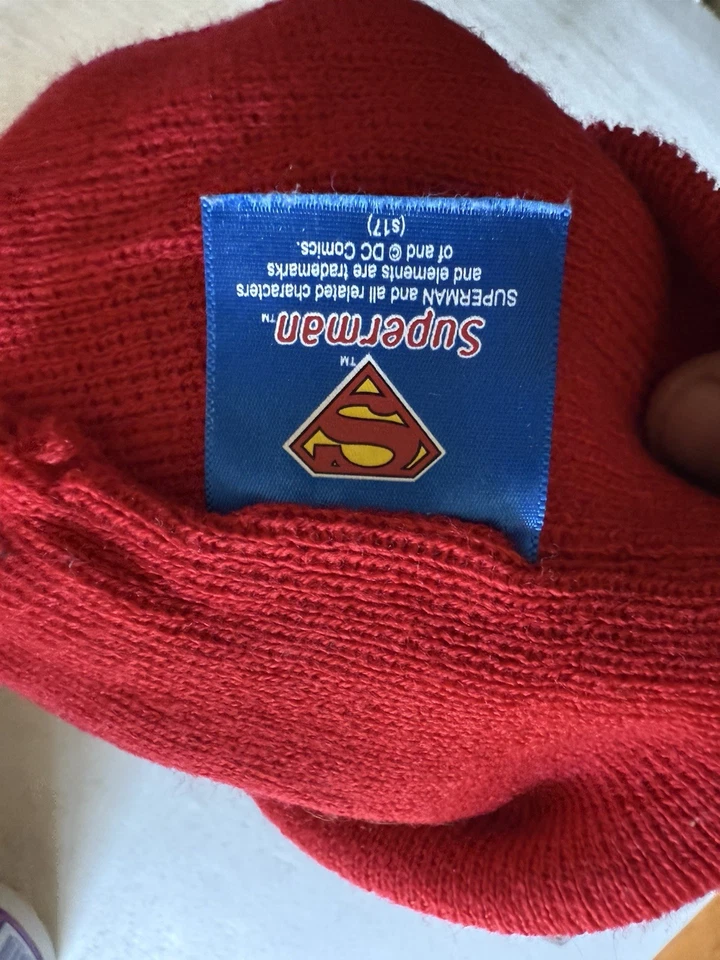 S
TM
Superman™
SUPERMAN and all related characters
and elements are trademarks
of and © DC Comics.
(s17)